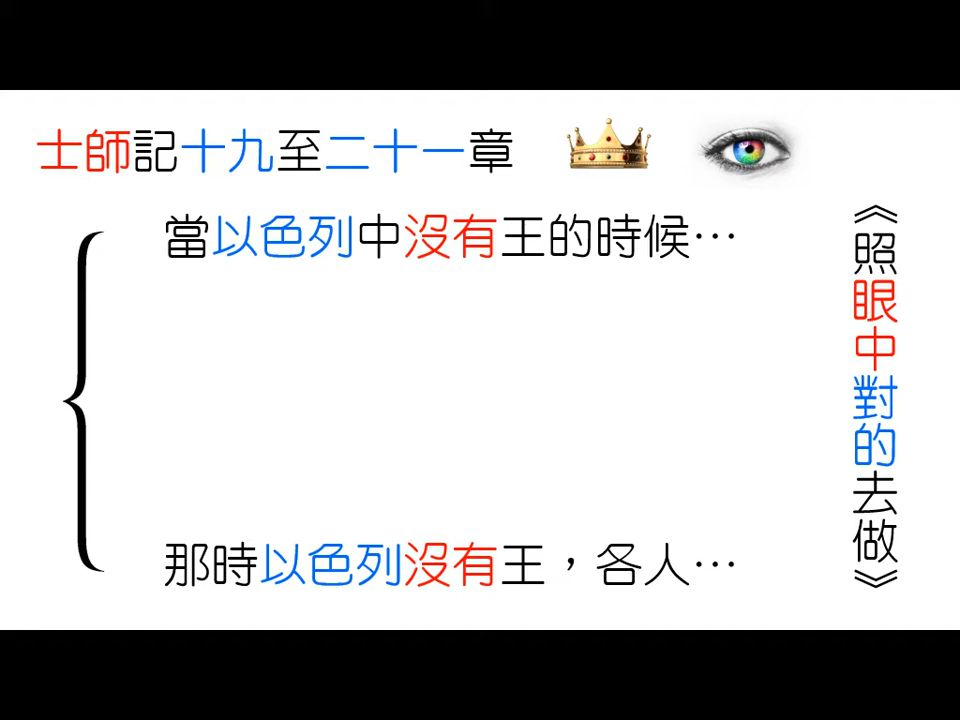 士師記十九至二十一章
當以色列中沒有王的時候…
那時以色列沒有王，各人…
《照眼中對的去做》